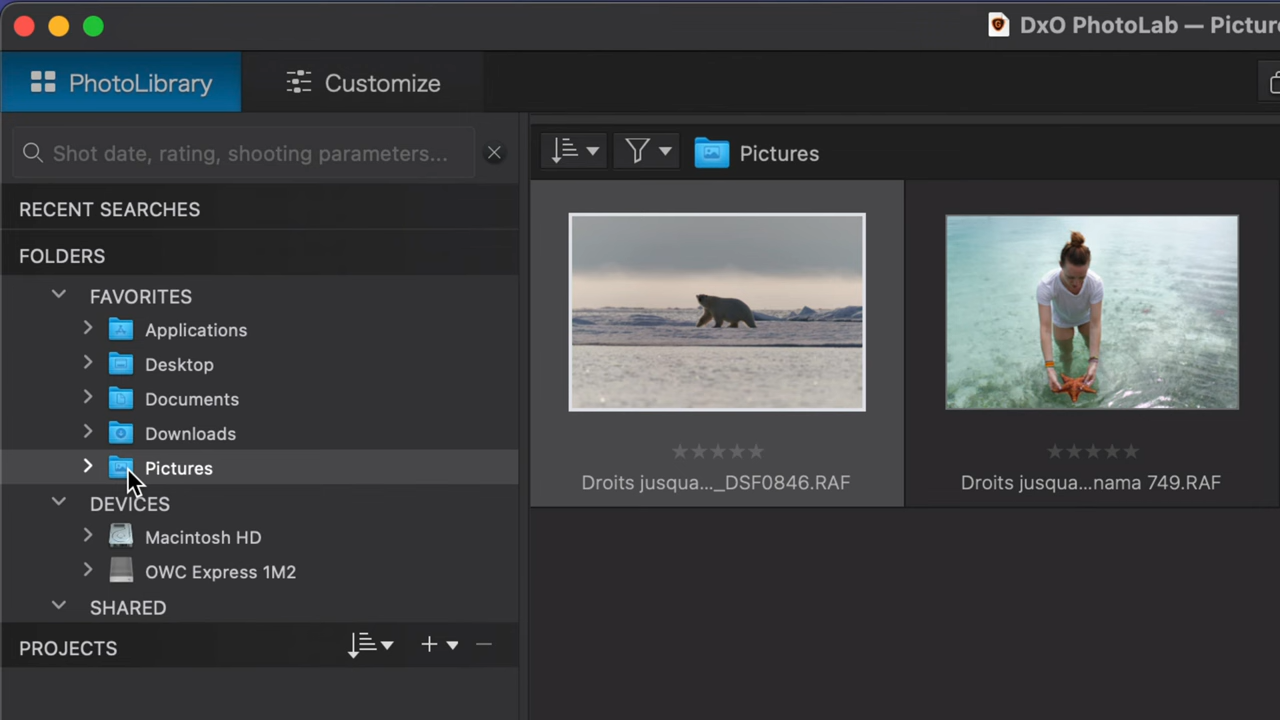 DxO PhotoLab — Picture
PhotoLibrary
Customize
Shot date, rating, shooting parameters...
Pictures
RECENT SEARCHES
FOLDERS
FAVORITES
Applications
Desktop
Documents
Downloads
Pictures
DEVICES
Macintosh HD
OWC Express 1M2
SHARED
PROJECTS
Droits jusqua..._DSF0846.RAF
Droits jusqua...nama 749.RAF